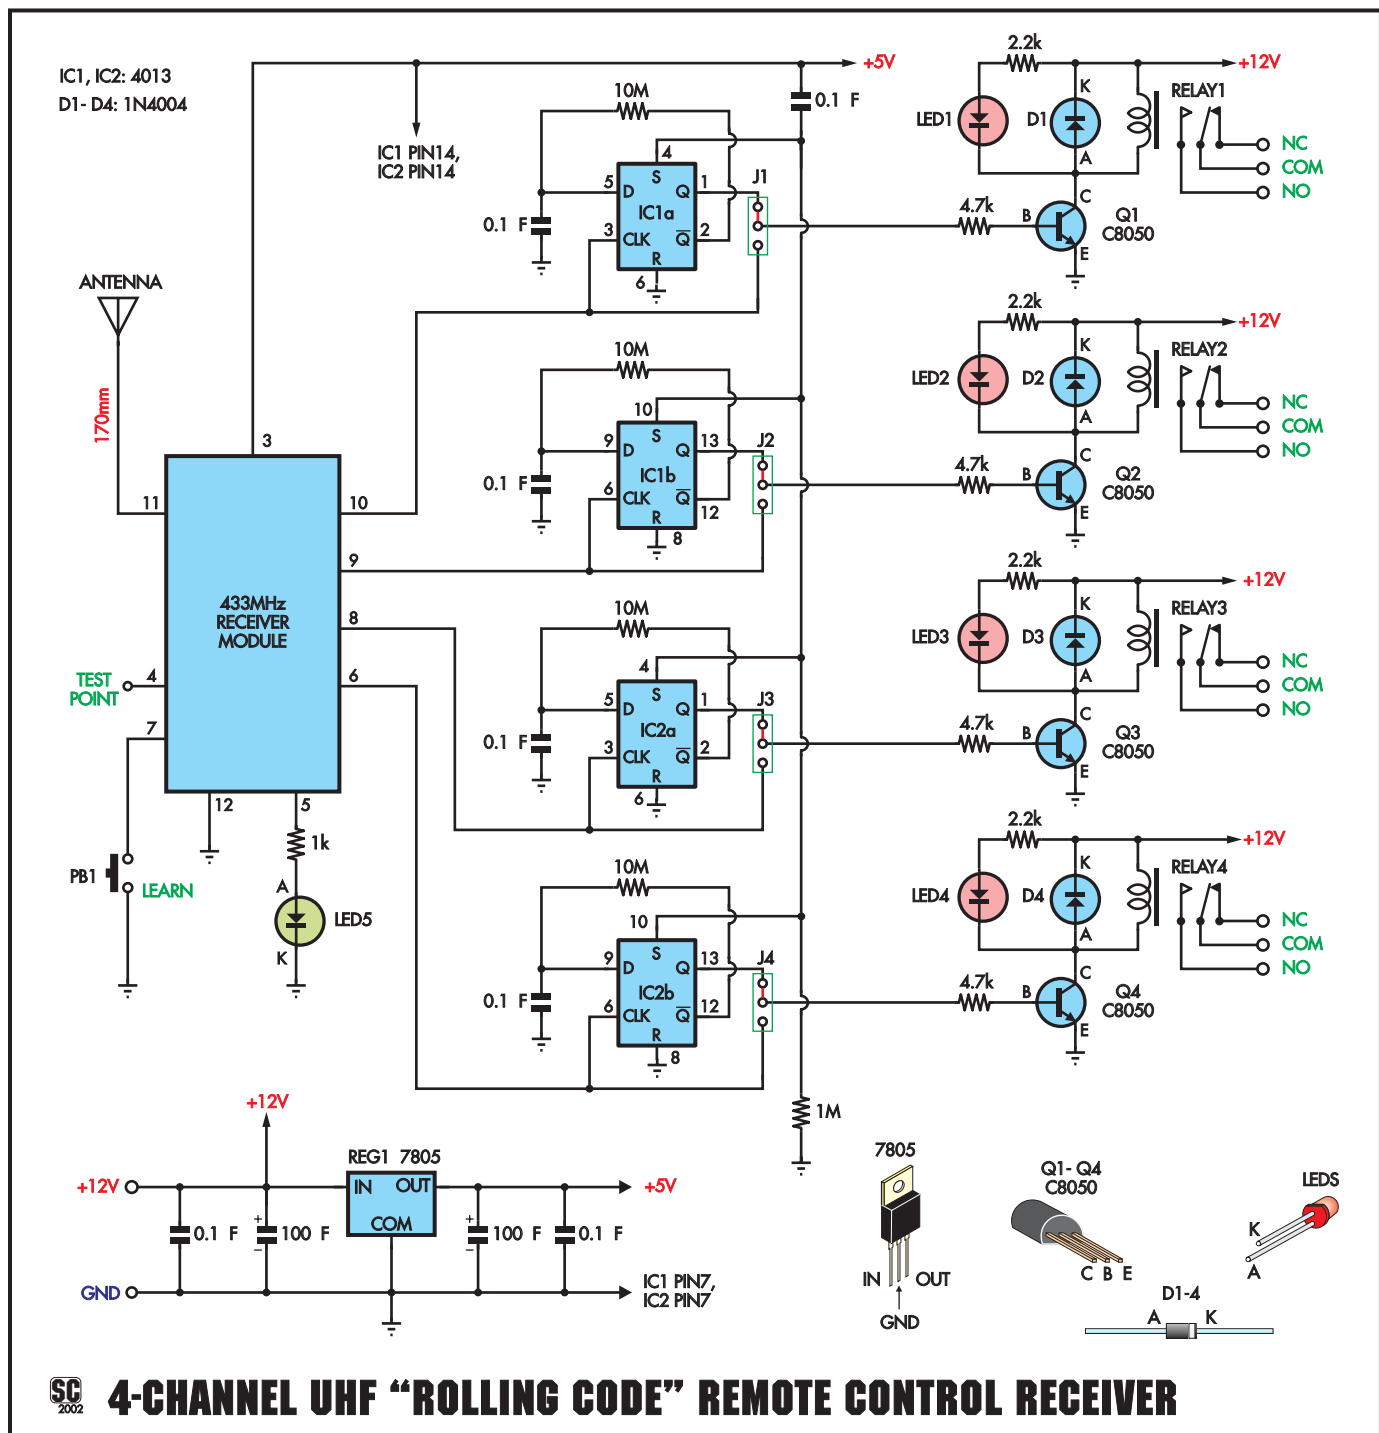 IC1, IC2: 4013
D1- D4: 1N4004
+5V
IC1 PIN14,
IC2 PIN14
0.1 F
10M
4
S
5 D Q 1
IC1a
3 CLK Q 2
R
6
0.1 F
J1
2.2k
+12V
K
LED1 D1
A
RELAY1
NC
COM
NO
4.7k
B
C
E
Q1
C8050
ANTENNA
170mm
10M
10
S
9 D Q 13
IC1b
6 CLK Q 12
R
8
0.1 F
J2
2.2k
+12V
K
LED2 D2
A
RELAY2
NC
COM
NO
4.7k
B
C
E
Q2
C8050
3
11
10
9
8
6
433MHz
RECEIVER
MODULE
TEST
POINT
4
7
12
5
1k
PB1
LEARN
A
LED5
K
10M
4
S
5 D Q 1
IC2a
3 CLK Q 2
R
6
0.1 F
J3
2.2k
+12V
K
LED3 D3
A
RELAY3
NC
COM
NO
4.7k
B
C
E
Q3
C8050
10M
10
S
9 D Q 13
IC2b
6 CLK Q 12
R
8
0.1 F
J4
2.2k
+12V
K
LED4 D4
A
RELAY4
NC
COM
NO
4.7k
B
C
E
Q4
C8050
1M
+12V
REG1 7805
+12V
IN OUT
COM
+5V
0.1 F
+
100 F
–
+
100 F
–
0.1 F
GND
IC1 PIN7,
IC2 PIN7
7805
IN OUT
GND
Q1- Q4
C8050
C B E
LEDS
K
A
D1-4
A K
SC
2002
4-CHANNEL UHF “ROLLING CODE” REMOTE CONTROL RECEIVER